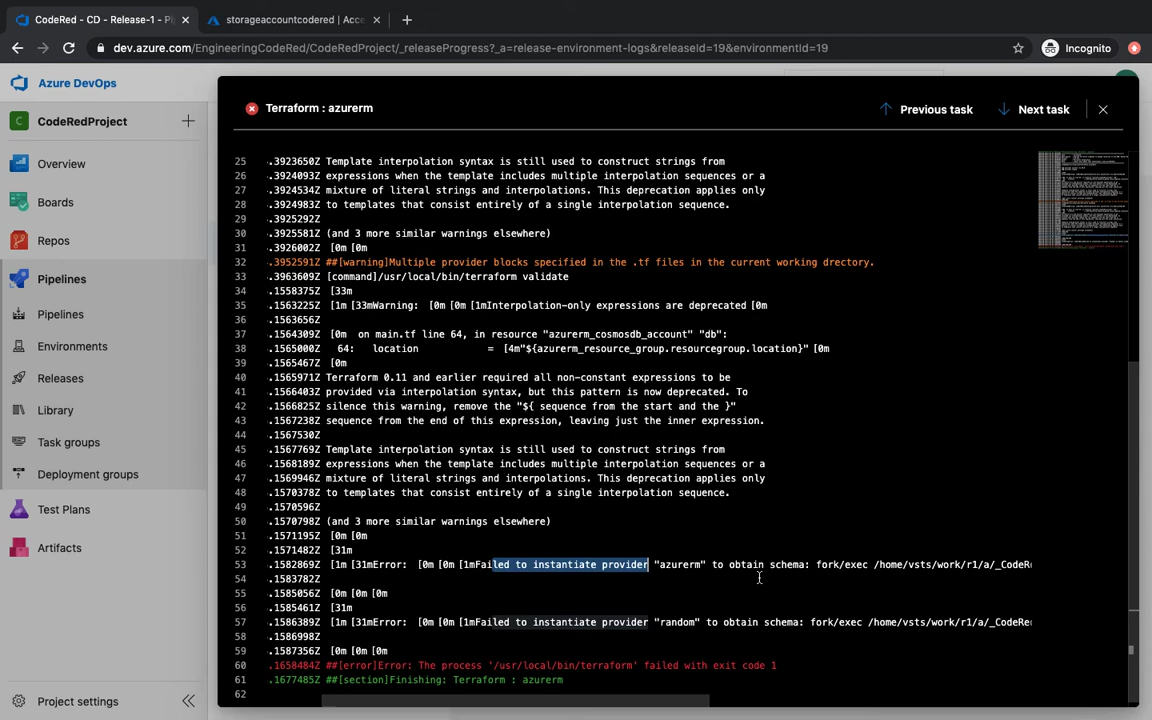 CodeRed - CD - Release-1 - Pi
storageaccountcodered | Acce
dev.azure.com/EngineeringCodeRed/CodeRedProject/_releaseProgress?_a=release-environment-logs&releaseId=19&environmentId=19
Incognito
Azure DevOps
C CodeRedProject
Overview
Boards
Repos
Pipelines
Pipelines
Environments
Releases
Library
Task groups
Deployment groups
Test Plans
Artifacts
Project settings
Terraform : azurerm
Previous task
Next task
25 .3923650Z Template interpolation syntax is still used to construct strings from
26 .3924093Z expressions when the template includes multiple interpolation sequences or a
27 .3924534Z mixture of literal strings and interpolations. This deprecation applies only
28 .3924983Z to templates that consist entirely of a single interpolation sequence.
29 .3925292Z
30 .3925581Z (and 3 more similar warnings elsewhere)
31 .3926002Z [0m [0m
32 .3952591Z ##[warning]Multiple provider blocks specified in the .tf files in the current working directory.
33 .3963609Z [command]/usr/local/bin/terraform validate
34 .1558375Z [33m
35 .1563225Z [1m [33mWarning: [0m [0m [1mInterpolation-only expressions are deprecated [0m
36 .1563656Z
37 .1564309Z [0m on main.tf line 64, in resource "azurerm_cosmosdb_account" "db":
38 .1565000Z 64: location = [4m"${azurerm_resource_group.resourcegroup.location}" [0m
39 .1565467Z [0m
40 .1565971Z Terraform 0.11 and earlier required all non-constant expressions to be
41 .1566403Z provided via interpolation syntax, but this pattern is now deprecated. To
42 .1566825Z silence this warning, remove the "${ sequence from the start and the }"
43 .1567238Z sequence from the end of this expression, leaving just the inner expression.
44 .1567530Z
45 .1567769Z Template interpolation syntax is still used to construct strings from
46 .1568189Z expressions when the template includes multiple interpolation sequences or a
47 .1569946Z mixture of literal strings and interpolations. This deprecation applies only
48 .1570378Z to templates that consist entirely of a single interpolation sequence.
49 .1570596Z
50 .1570798Z (and 3 more similar warnings elsewhere)
51 .1571195Z [0m [0m
52 .1571482Z [31m
53 .1582869Z [1m [31mError: [0m [0m [1mFailed to instantiate provider "azurerm" to obtain schema: fork/exec /home/vsts/work/r1/a/_CodeRe
54 .1583782Z
55 .1585056Z [0m [0m [0m
56 .1585461Z [31m
57 .1586389Z [1m [31mError: [0m [0m [1mFailed to instantiate provider "random" to obtain schema: fork/exec /home/vsts/work/r1/a/_CodeRe
58 .1586998Z
59 .1587356Z [0m [0m [0m
60 .1658484Z ##[error]Error: The process '/usr/local/bin/terraform' failed with exit code 1
61 .1677485Z ##[section]Finishing: Terraform : azurerm
62